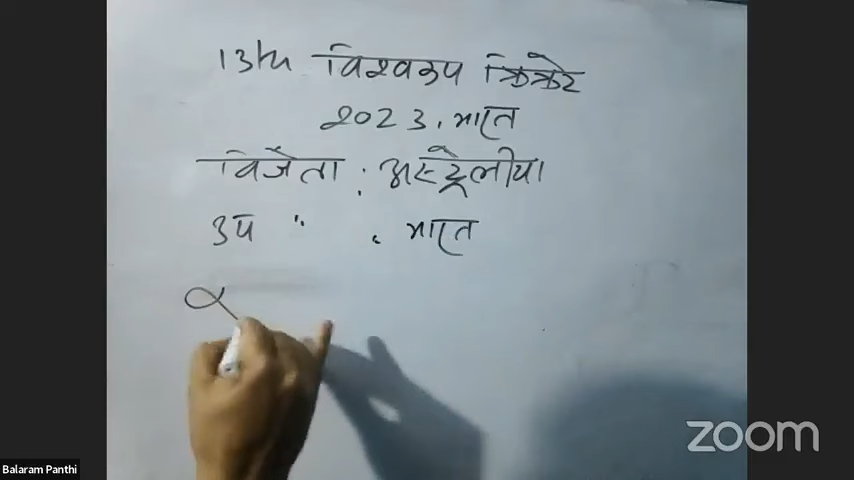 13th विश्वकप क्रिकेट
2023, भारत
विजेता : अस्ट्रेलीया
उप " . भारत
zoom
Balaram Panthi